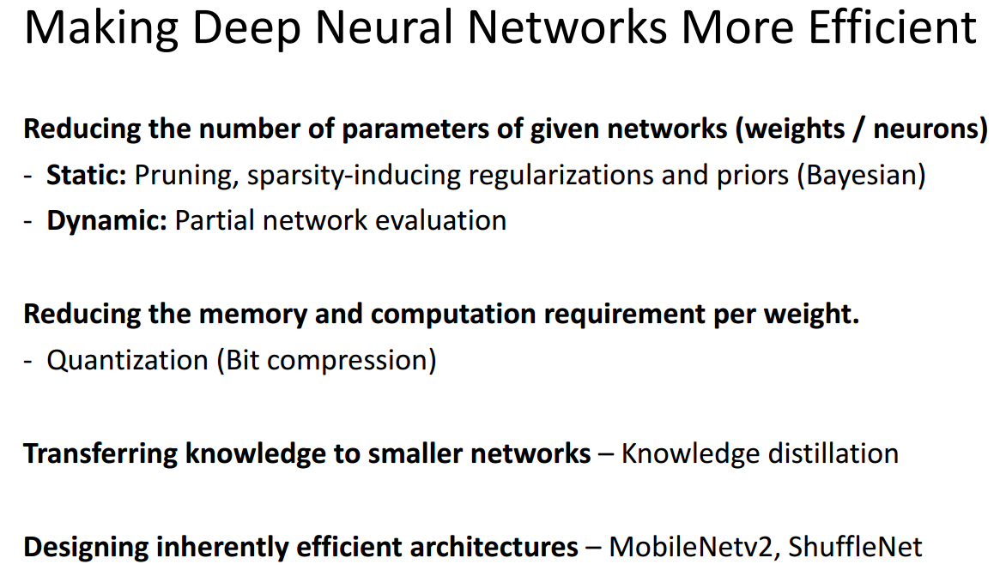 Making Deep Neural Networks More Efficient
Reducing the number of parameters of given networks (weights / neurons)
- Static: Pruning, sparsity-inducing regularizations and priors (Bayesian)
- Dynamic: Partial network evaluation
Reducing the memory and computation requirement per weight.
- Quantization (Bit compression)
Transferring knowledge to smaller networks – Knowledge distillation
Designing inherently efficient architectures – MobileNetv2, ShuffleNet